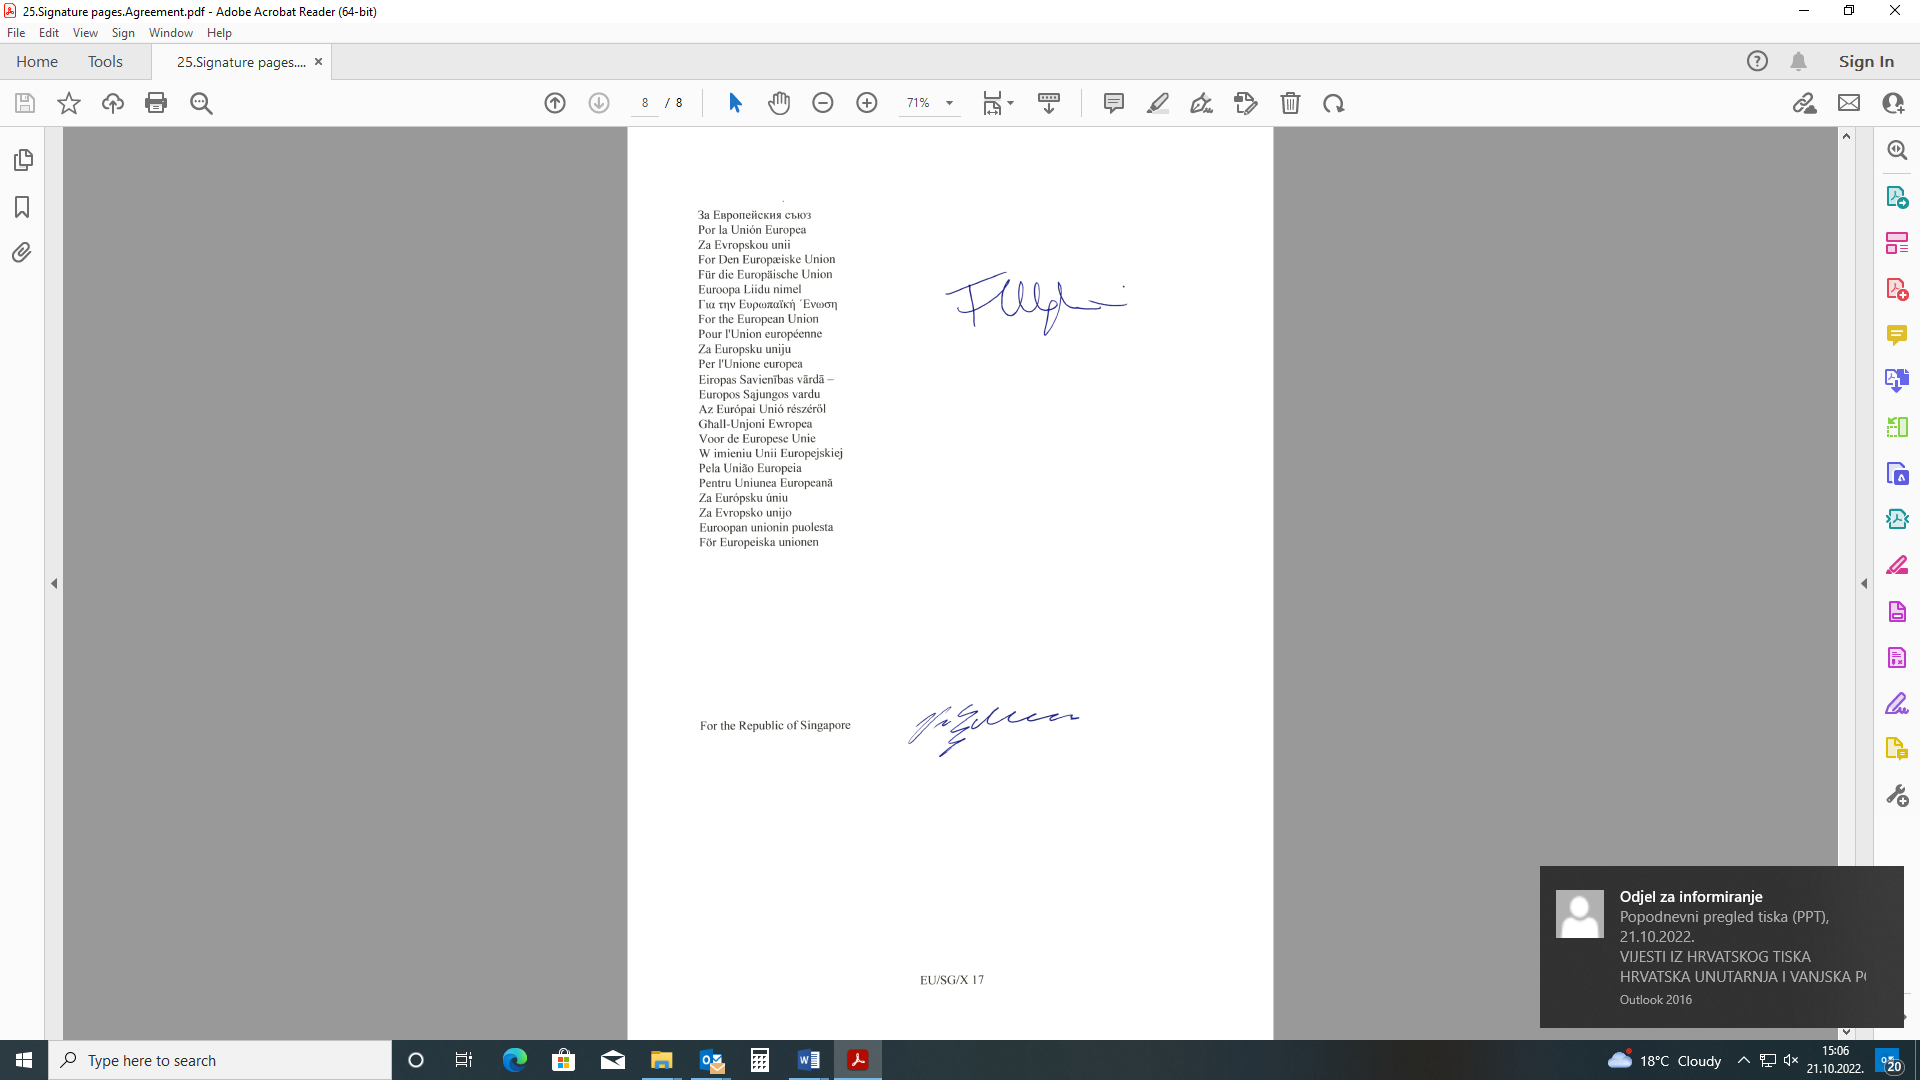 25.Signature pages.Agreement.pdf - Adobe Acrobat Reader (64-bit)
File Edit View Sign Window Help
Home Tools 25.Signature pages.... × Sign In
8 / 8 71%
За Европейския съюз
Por la Unión Europea
Za Evropskou unii
For Den Europæiske Union
Für die Europäische Union
Euroopa Liidu nimel
Για την Ευρωπαϊκή Ένωση
For the European Union
Pour l'Union européenne
Za Europsku uniju
Per l'Unione europea
Eiropas Savienības vārdā –
Europos Sąjungos vardu
Az Európai Unió részéről
Għall-Unjoni Ewropea
Voor de Europese Unie
W imieniu Unii Europejskiej
Pela União Europeia
Pentru Uniunea Europeană
Za Európsku úniu
Za Evropsko unijo
Euroopan unionin puolesta
För Europeiska unionen
For the Republic of Singapore
EU/SG/X 17
Odjel za informiranje
Popodnevni pregled tiska (PPT),
21.10.2022.
VIJESTI IZ HRVATSKOG TISKA
HRVATSKA UNUTARNJA I VANJSKA
Outlook 2016
Type here to search
18°C Cloudy
15:06
21.10.2022.
20